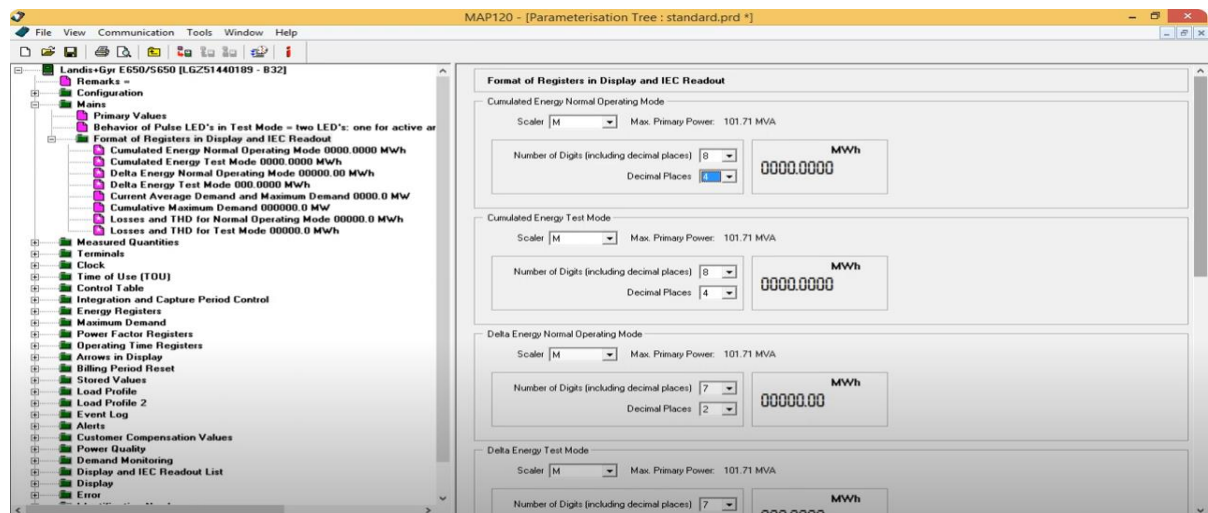 MAP120 - [Parameterisation Tree : standard.prd *]
File View Communication Tools Window Help
Landis+Gyr E650/S650 [LGZ51440189 - B32]
Remarks =
Configuration
Mains
Primary Values
Behavior of Pulse LED's in Test Mode = two LED's: one for active ar
Format of Registers in Display and IEC Readout
Cumulated Energy Normal Operating Mode 0000.0000 MWh
Cumulated Energy Test Mode 0000.0000 MWh
Delta Energy Normal Operating Mode 00000.00 MWh
Delta Energy Test Mode 000.0000 MWh
Current Average Demand and Maximum Demand 0000.0 MW
Cumulative Maximum Demand 000000.0 MW
Losses and THD for Normal Operating Mode 00000.0 MWh
Losses and THD for Test Mode 00000.0 MWh
Measured Quantities
Terminals
Clock
Time of Use (TOU)
Control Table
Integration and Capture Period Control
Energy Registers
Maximum Demand
Power Factor Registers
Operating Time Registers
Arrows in Display
Billing Period Reset
Stored Values
Load Profile
Load Profile 2
Event Log
Alerts
Customer Compensation Values
Power Quality
Demand Monitoring
Display and IEC Readout List
Display
Error
Format of Registers in Display and IEC Readout
Cumulated Energy Normal Operating Mode
Scaler M Max. Primary Power: 101.71 MVA
Number of Digits (including decimal places) 8
Decimal Places 4
MWh
0000.0000
Cumulated Energy Test Mode
Scaler M Max. Primary Power: 101.71 MVA
Number of Digits (including decimal places) 8
Decimal Places 4
MWh
0000.0000
Delta Energy Normal Operating Mode
Scaler M Max. Primary Power: 101.71 MVA
Number of Digits (including decimal places) 7
Decimal Places 2
MWh
00000.00
Delta Energy Test Mode
Scaler M Max. Primary Power: 101.71 MVA
Number of Digits (including decimal places) 7
MWh